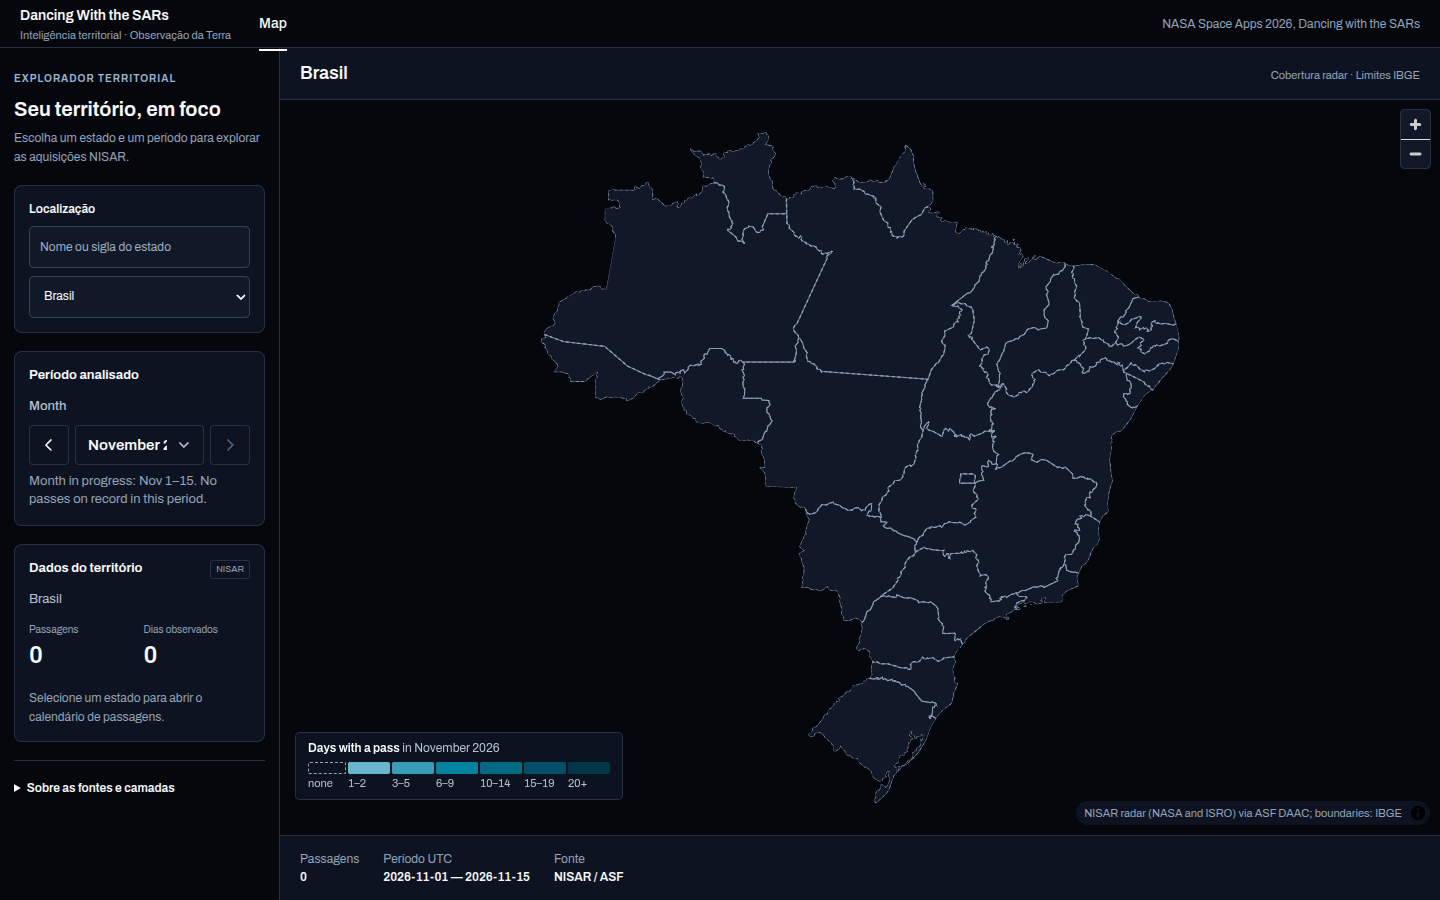 Dancing With the SARs
Inteligência territorial · Observação da Terra
Map
NASA Space Apps 2026, Dancing with the SARs
EXPLORADOR TERRITORIAL
Seu território, em foco
Escolha um estado e um período para explorar
as aquisições NISAR.
Localização
Nome ou sigla do estado
Brasil
Período analisado
Month
November
Month in progress: Nov 1–15. No
passes on record in this period.
Dados do território
NISAR
Brasil
Passagens
Dias observados
0
0
Selecione um estado para abrir o
calendário de passagens.
Sobre as fontes e camadas
Brasil
Cobertura radar · Limites IBGE
Days with a pass in November 2026
none
1–2
3–5
6–9
10–14
15–19
20+
NISAR radar (NASA and ISRO) via ASF DAAC; boundaries: IBGE
Passagens
0
Período UTC
2026-11-01 — 2026-11-15
Fonte
NISAR / ASF